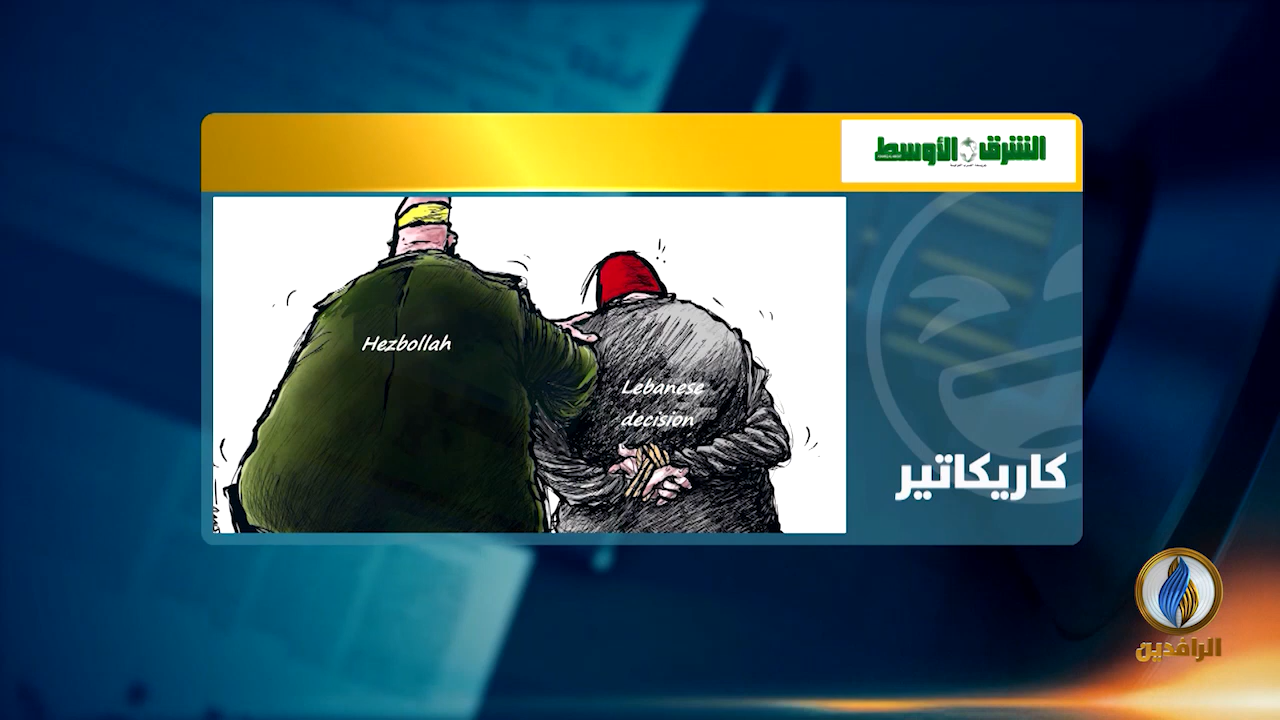 الشرق الأوسط
Hezbollah
Lebanese
decision
كاريكاتير
الرافدين